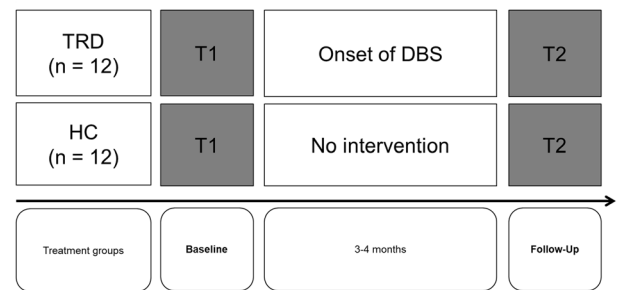 TRD
(n = 12)
T1
Onset of DBS
T2
HC
(n = 12)
T1
No intervention
T2
Treatment groups
Baseline
3-4 months
Follow-Up